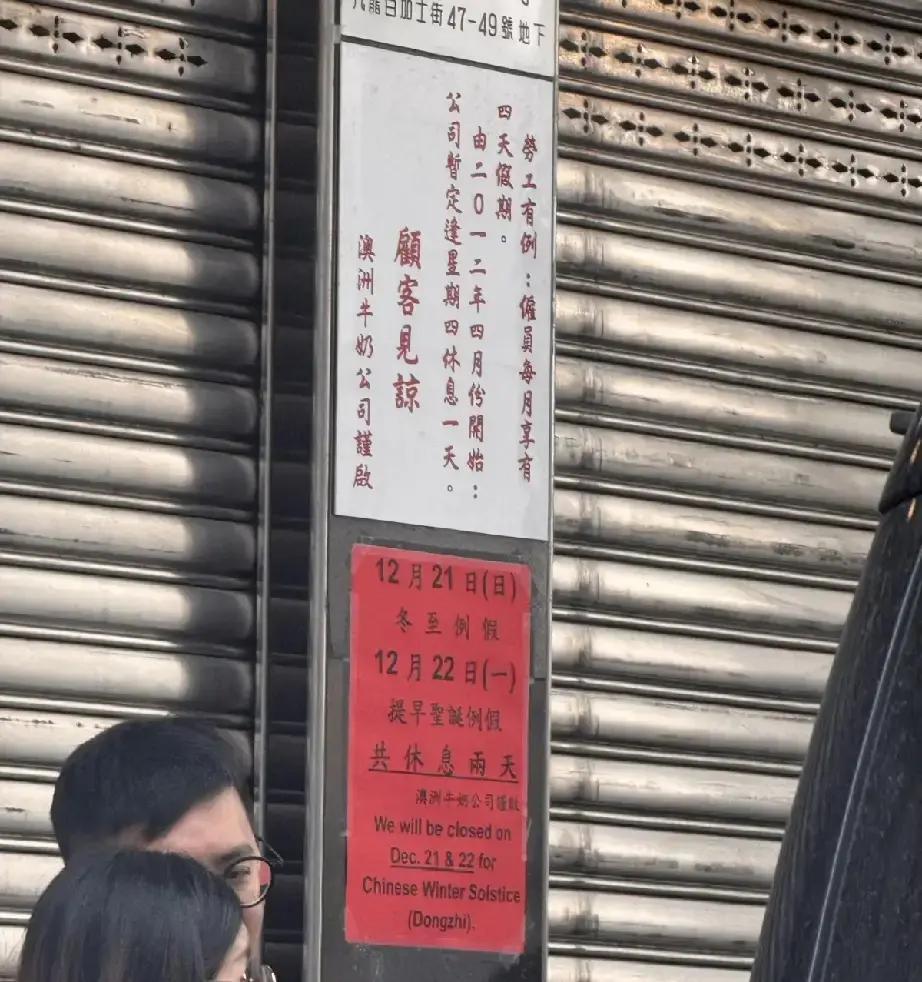 九龍白加士街47-49號地下
勞工有例：僱員每月享有
四天假期。
由二0一二年四月份開始：
公司暫定逢星期四休息一天。
顧客見諒
澳洲牛奶公司謹啟
12月21日(日)
冬至例假
12月22日(一)
提早聖誕例假
共休息兩天
澳洲牛奶公司謹啟
We will be closed on
Dec. 21 & 22 for
Chinese Winter Solstice
(Dongzhi).